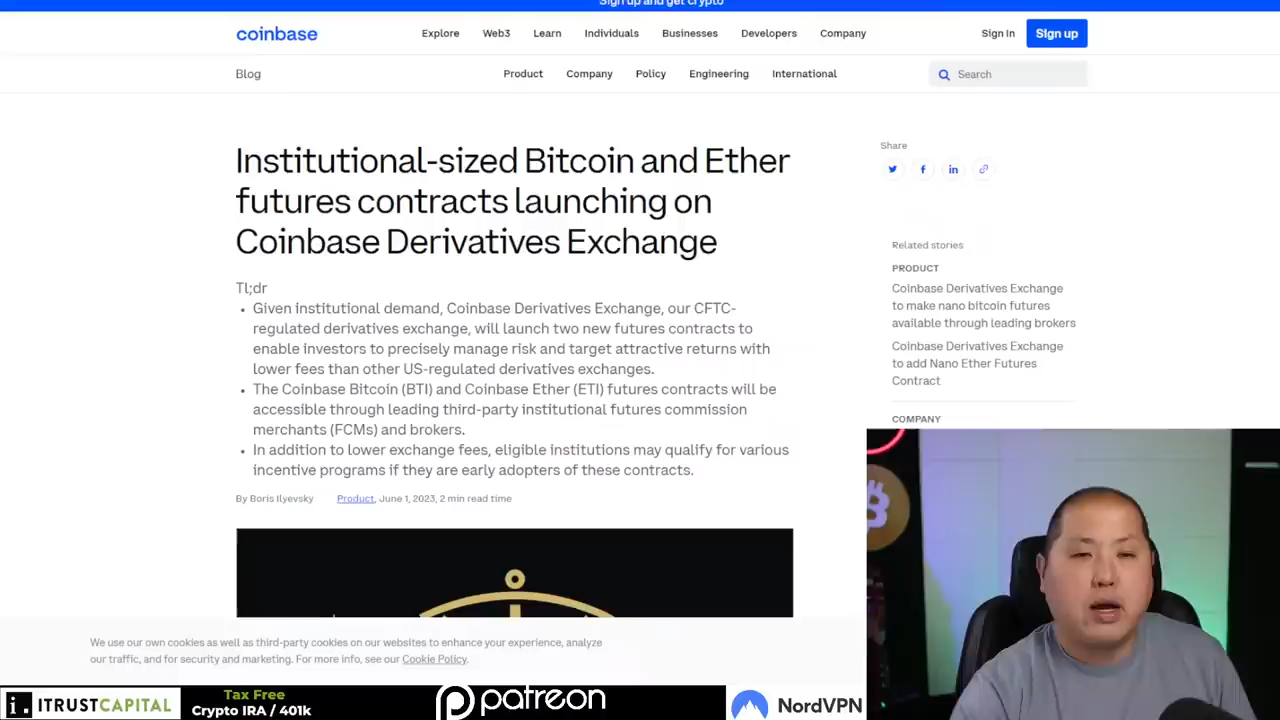 Sign up and get crypto
coinbase
Explore Web3 Learn Individuals Businesses Developers Company
Sign In Sign up
Blog
Product Company Policy Engineering International
Search
Institutional-sized Bitcoin and Ether
futures contracts launching on
Coinbase Derivatives Exchange
Tl;dr
• Given institutional demand, Coinbase Derivatives Exchange, our CFTC-
regulated derivatives exchange, will launch two new futures contracts to
enable investors to precisely manage risk and target attractive returns with
lower fees than other US-regulated derivatives exchanges.
• The Coinbase Bitcoin (BTI) and Coinbase Ether (ETI) futures contracts will be
accessible through leading third-party institutional futures commission
merchants (FCMs) and brokers.
• In addition to lower exchange fees, eligible institutions may qualify for various
incentive programs if they are early adopters of these contracts.
By Boris Ilyevsky Product, June 1, 2023, 2 min read time
Share
Related stories
PRODUCT
Coinbase Derivatives Exchange
to make nano bitcoin futures
available through leading brokers
Coinbase Derivatives Exchange
to add Nano Ether Futures
Contract
COMPANY
We use our own cookies as well as third-party cookies on our websites to enhance your experience, analyze
our traffic, and for security and marketing. For more info, see our Cookie Policy.
i. ITRUSTCAPITAL
Tax Free
Crypto IRA / 401k
patreon
NordVPN